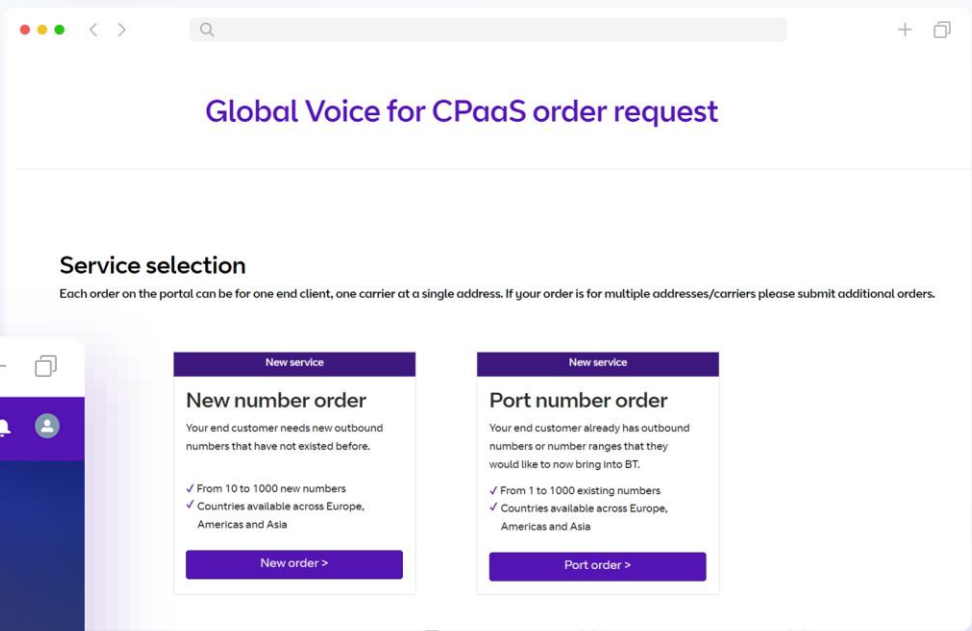 Global Voice for CPaaS order request
Service selection
Each order on the portal can be for one end client, one carrier at a single address. If your order is for multiple addresses/carriers please submit additional orders.
New service
New number order
Your end customer needs new outbound
numbers that have not existed before.
✓ From 10 to 1000 new numbers
✓ Countries available across Europe,
Americas and Asia
New order >
New service
Port number order
Your end customer already has outbound
numbers or number ranges that they
would like to now bring into BT.
✓ From 1 to 1000 existing numbers
✓ Countries available across Europe,
Americas and Asia
Port order >